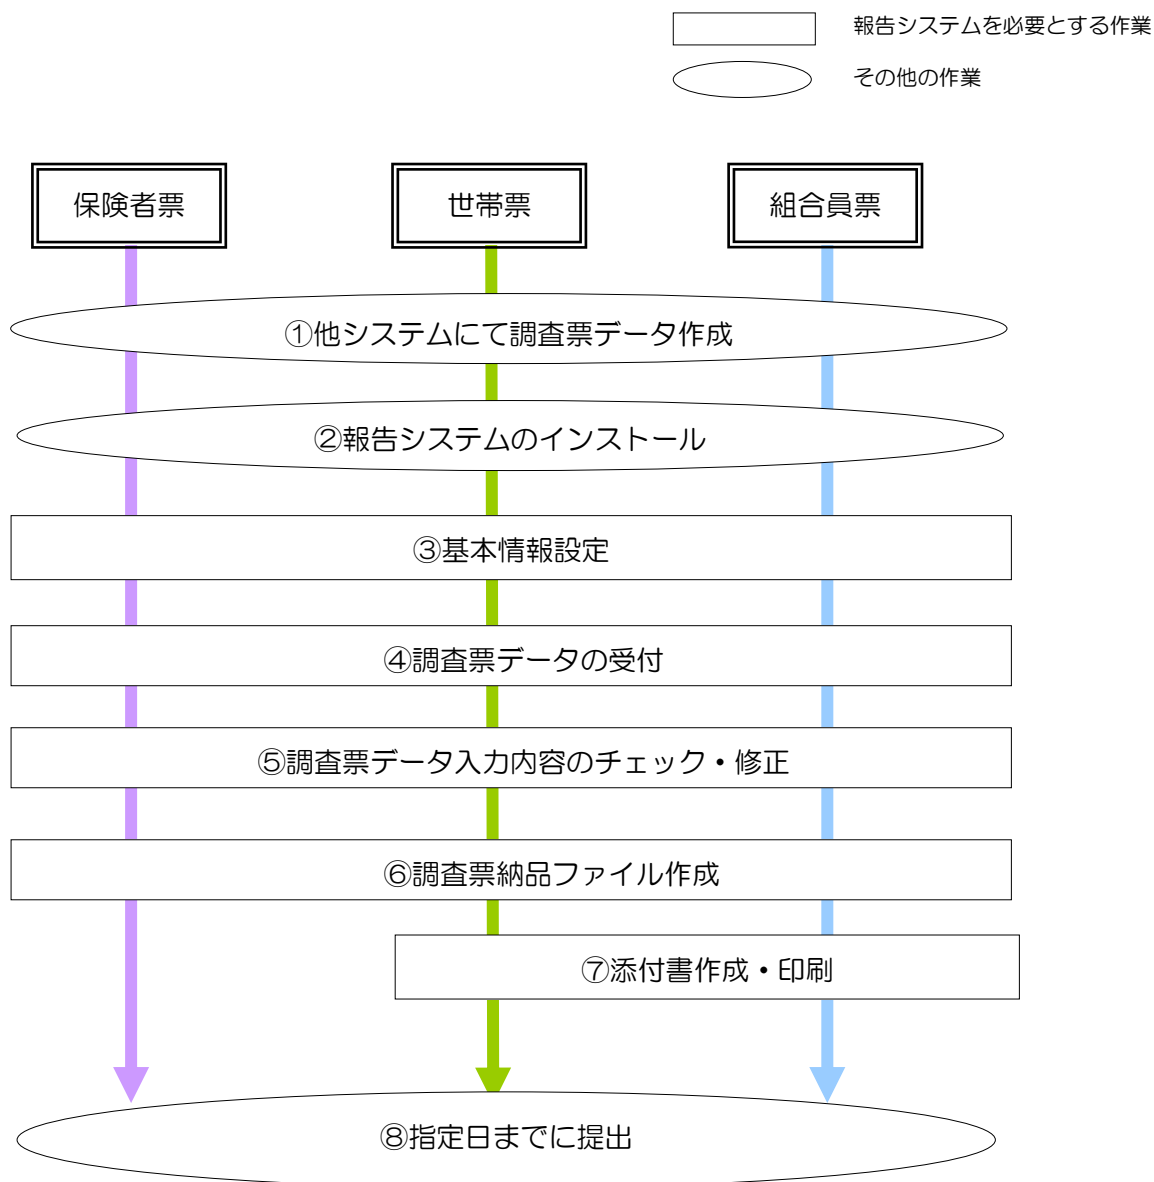 報告システムを必要とする作業
その他の作業
保険者票
世帯票
組合員票
①他システムにて調査票データ作成
②報告システムのインストール
③基本情報設定
④調査票データの受付
⑤調査票データ入力内容のチェック・修正
⑥調査票納品ファイル作成
⑦添付書作成・印刷
⑧指定日までに提出